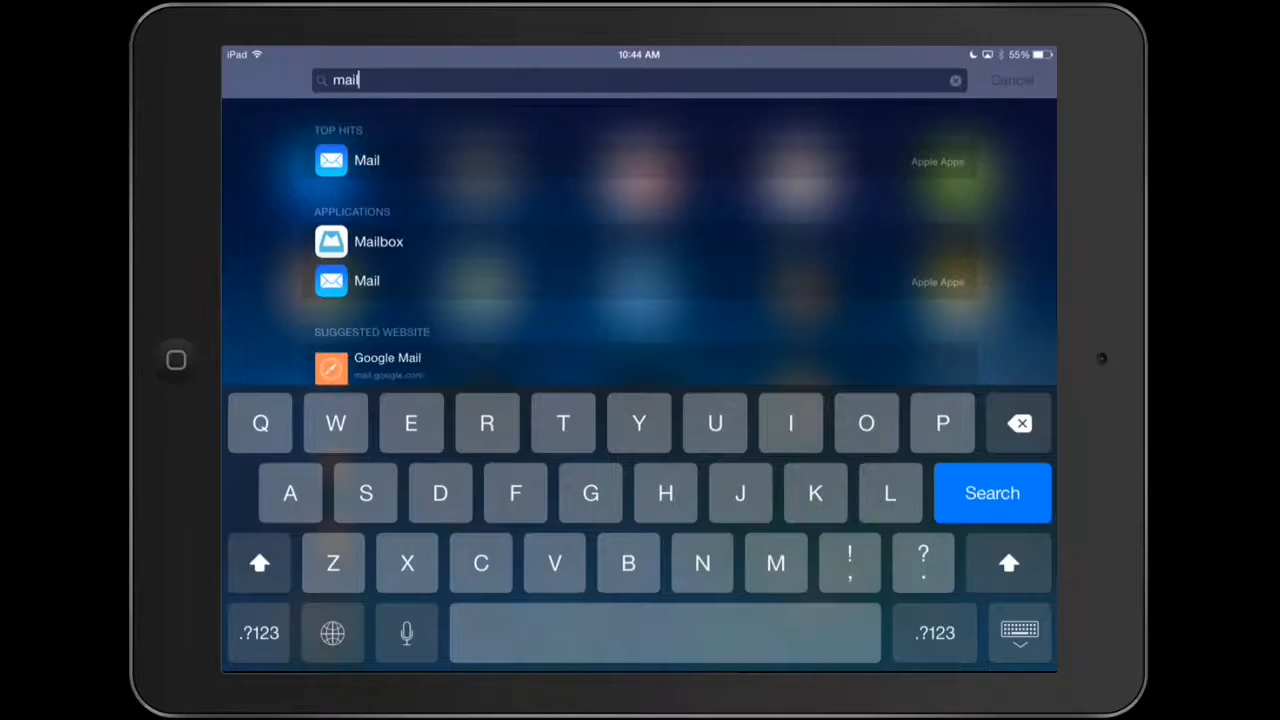 iPad 10:44 AM 55%
mail Cancel
TOP HITS
Mail Apple Apps
APPLICATIONS
Mailbox
Mail Apple Apps
SUGGESTED WEBSITE
Google Mail
mail.google.com
Q W E R T Y U I O P
A S D F G H J K L Search
Z X C V B N M ! , ? .
.?123 .?123